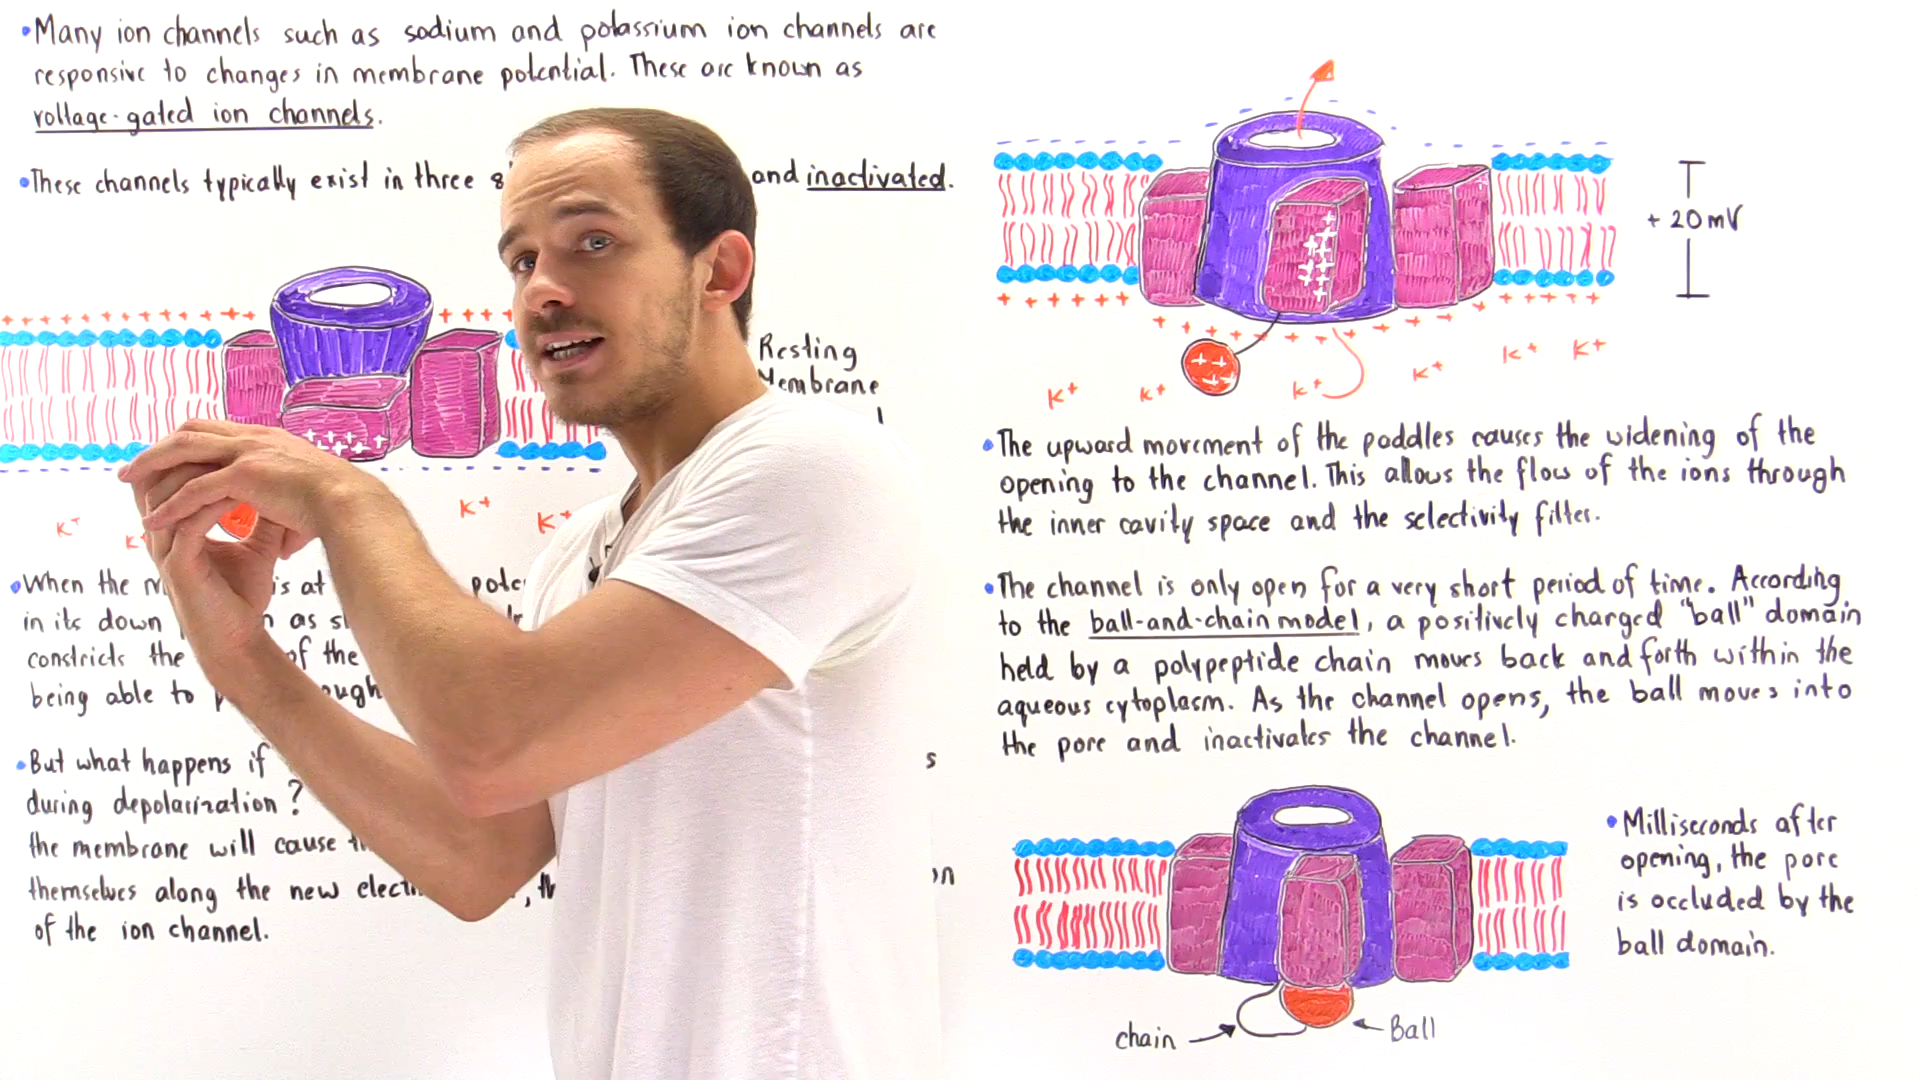 •Many ion channels such as sodium and potassium ion channels are
responsive to changes in membrane potential. These are known as
voltage-gated ion channels.
•These channels typically exist in three and inactivated.
+ + + + + + + + + + + + + + + + + + + +
Resting
Membrane
+ + + + + + +
K+ K+ K+ K+
•When the is at
in its down as
constricts the of the
being able to
•But what happens if
during depolarization?
the membrane will cause
themselves along the new
of the ion channel.
+ 20mV
+ + + + + + + +
+ + + + + + + + + + + + + + + + + + + + +
+ + + +
K+ K+ K+ K+ K+ K+
•The upward movement of the paddles causes the widening of the
opening to the channel. This allows the flow of the ions through
the inner cavity space and the selectivity filter.
•The channel is only open for a very short period of time. According
to the ball-and-chain model, a positively charged "ball" domain
held by a polypeptide chain moves back and forth within the
aqueous cytoplasm. As the channel opens, the ball moves into
the pore and inactivates the channel.
•Milliseconds after
opening, the pore
is occluded by the
ball domain.
chain
Ball